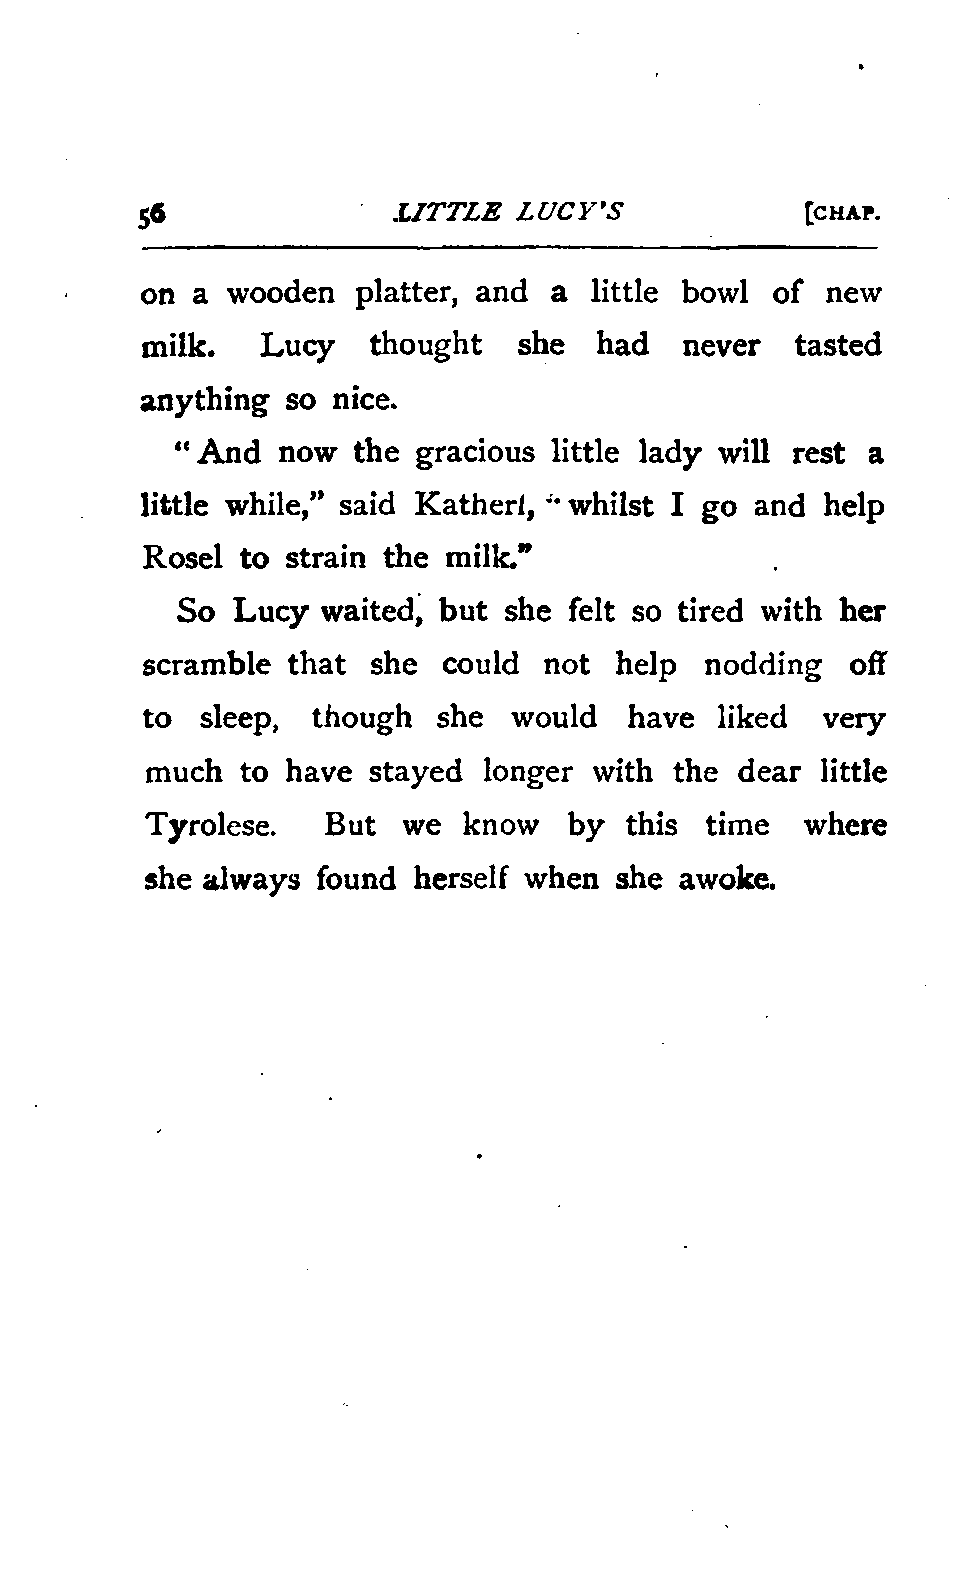 56 LITTLE LUCY'S [CHAP.
on a wooden platter, and a little bowl of new
milk. Lucy thought she had never tasted
anything so nice.
“And now the gracious little lady will rest a
little while,” said Katherl, “whilst I go and help
Rosel to strain the milk.”
So Lucy waited, but she felt so tired with her
scramble that she could not help nodding off
to sleep, though she would have liked very
much to have stayed longer with the dear little
Tyrolese. But we know by this time where
she always found herself when she awoke.